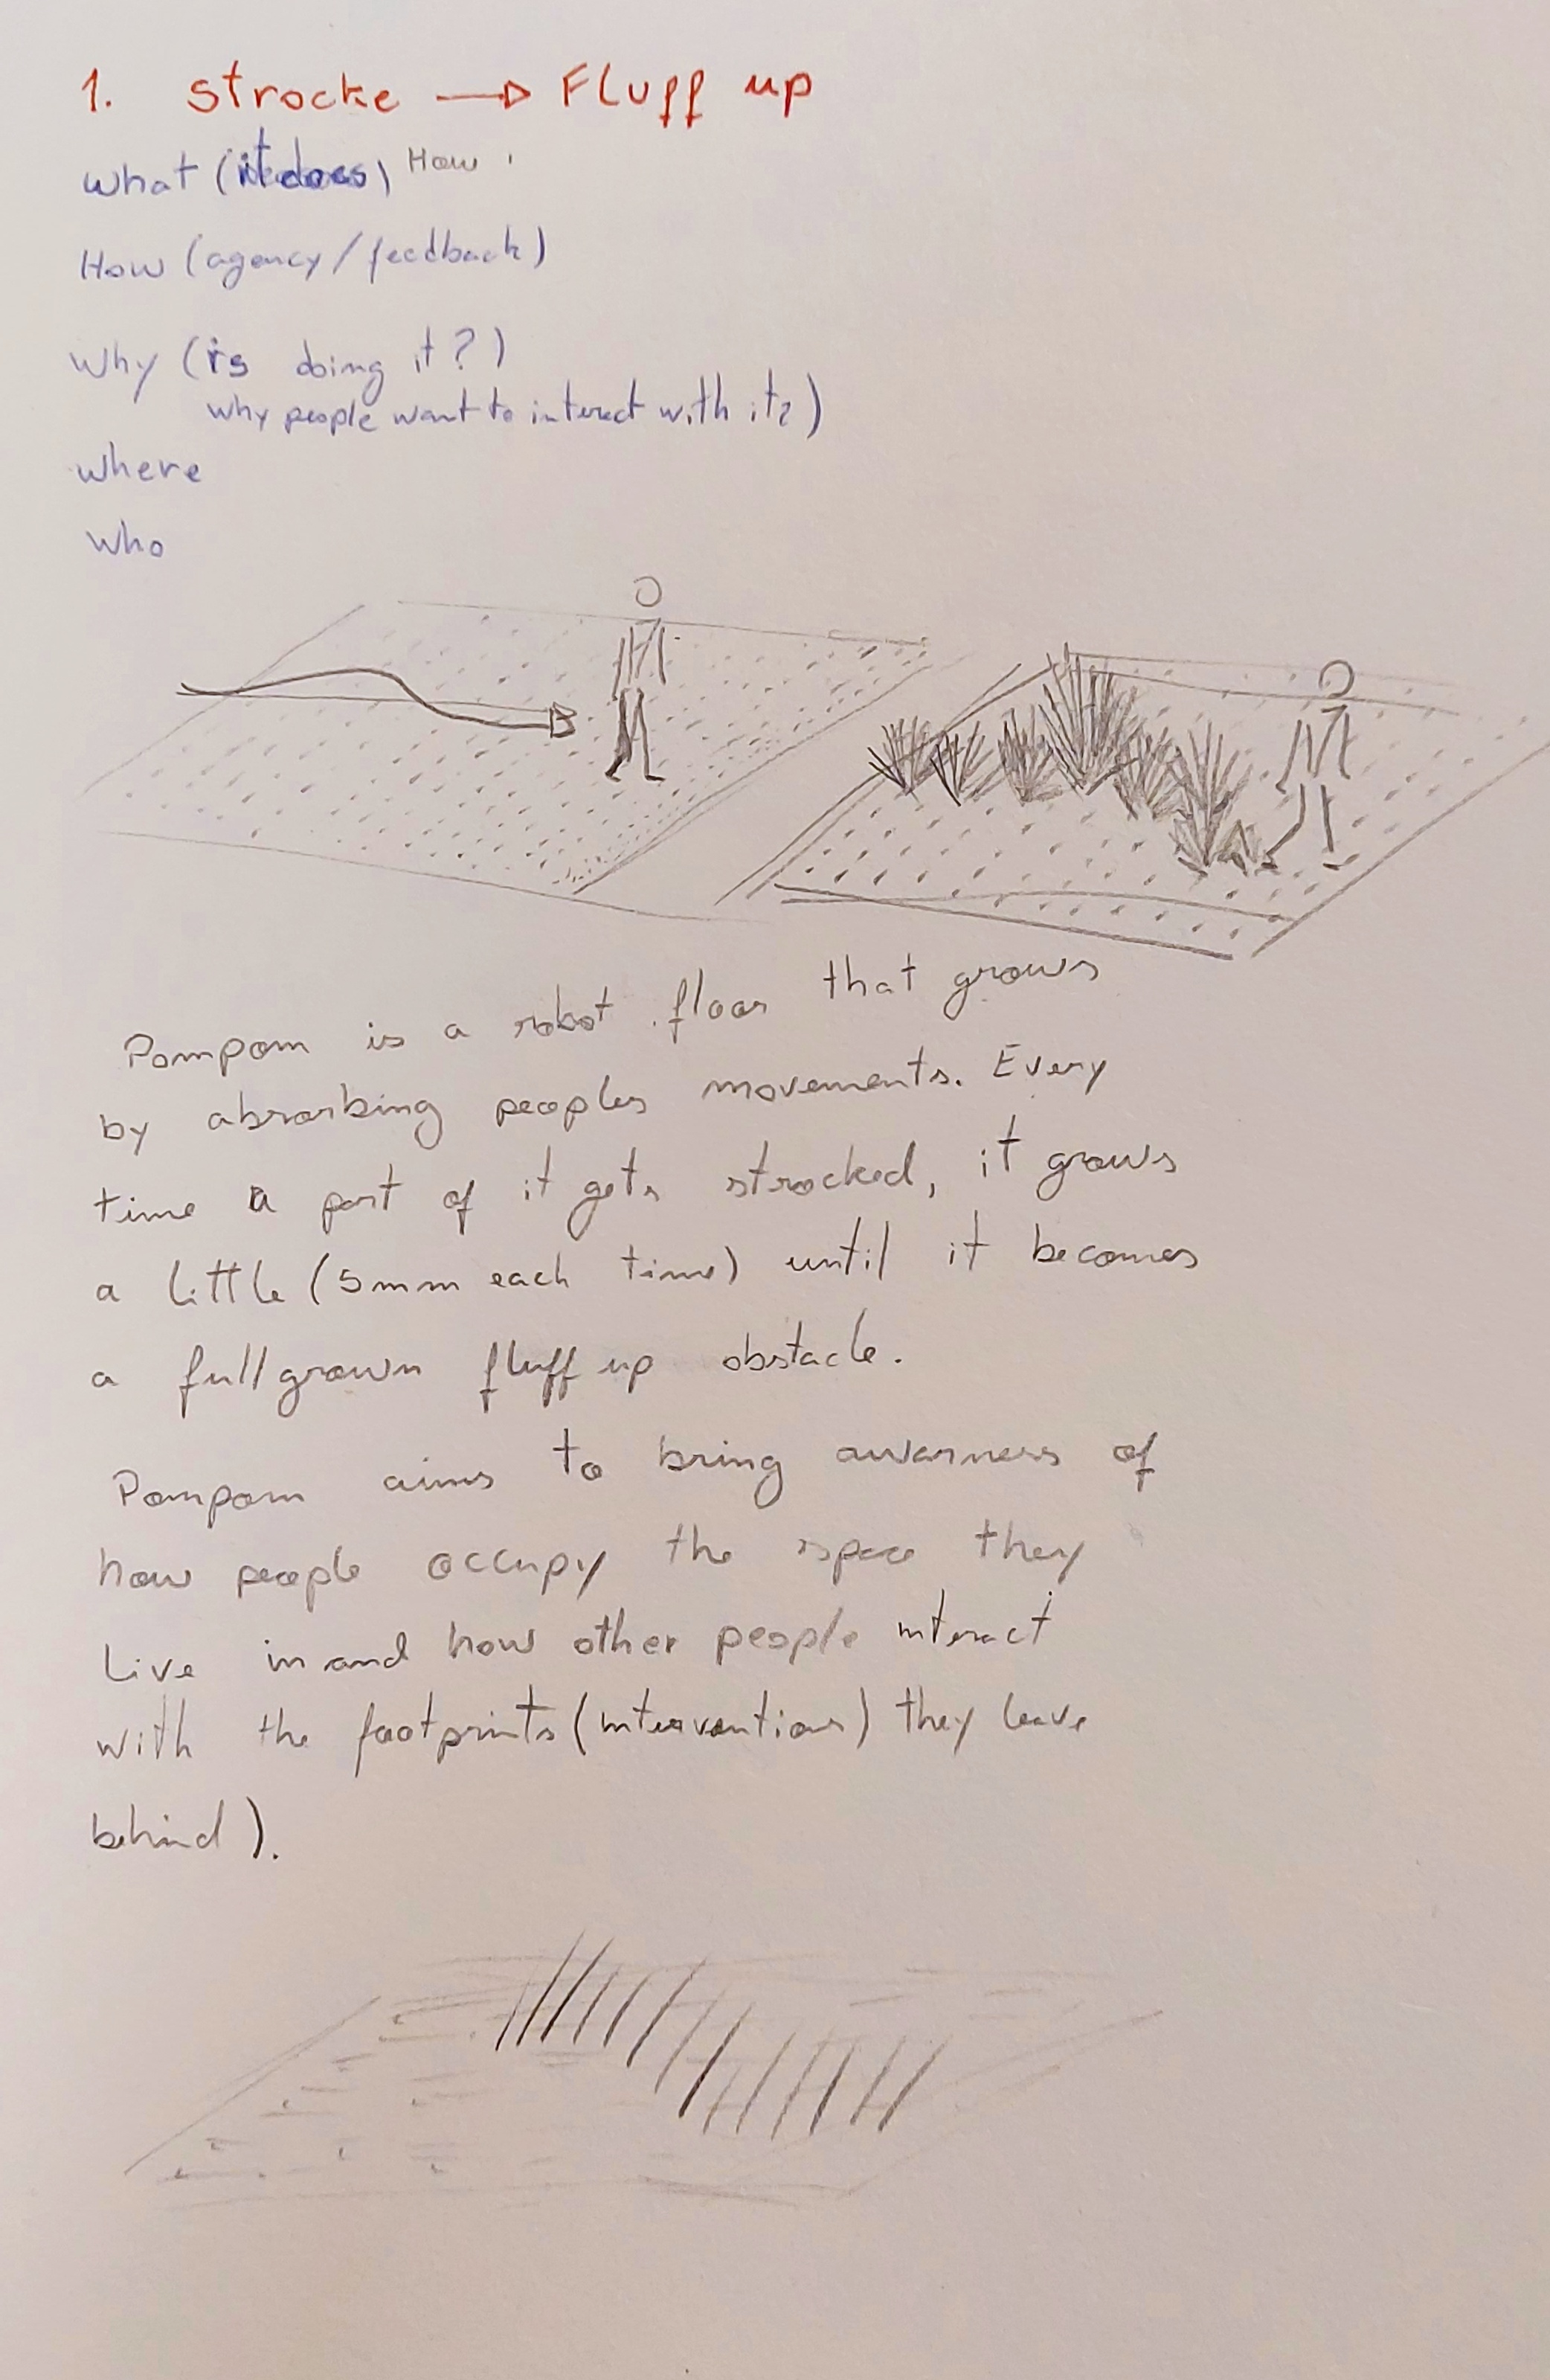 1. strocke → Fluff up
What (it does) How
How (agency/feedback)
Why (is doing it?)
why people want to interact with it?)
where
Who
Pompom is a robot floor that grows
by absorbing peoples movements. Every
time a part of it gets strocked, it grows
a little (5mm each time) until it becomes
a full grown fluff up obstacle.
Pompom aims to bring awarness of
how people occupy the space they
Live in and how other people interact
with the footprints (interventions) they leave
behind).